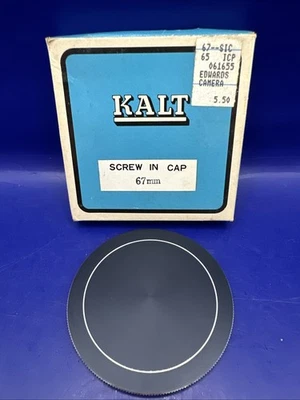 67--SIC
65 ICP
061655
EDWARDS
CAMERA
5.50
KALT
SCREW IN CAP
67mm